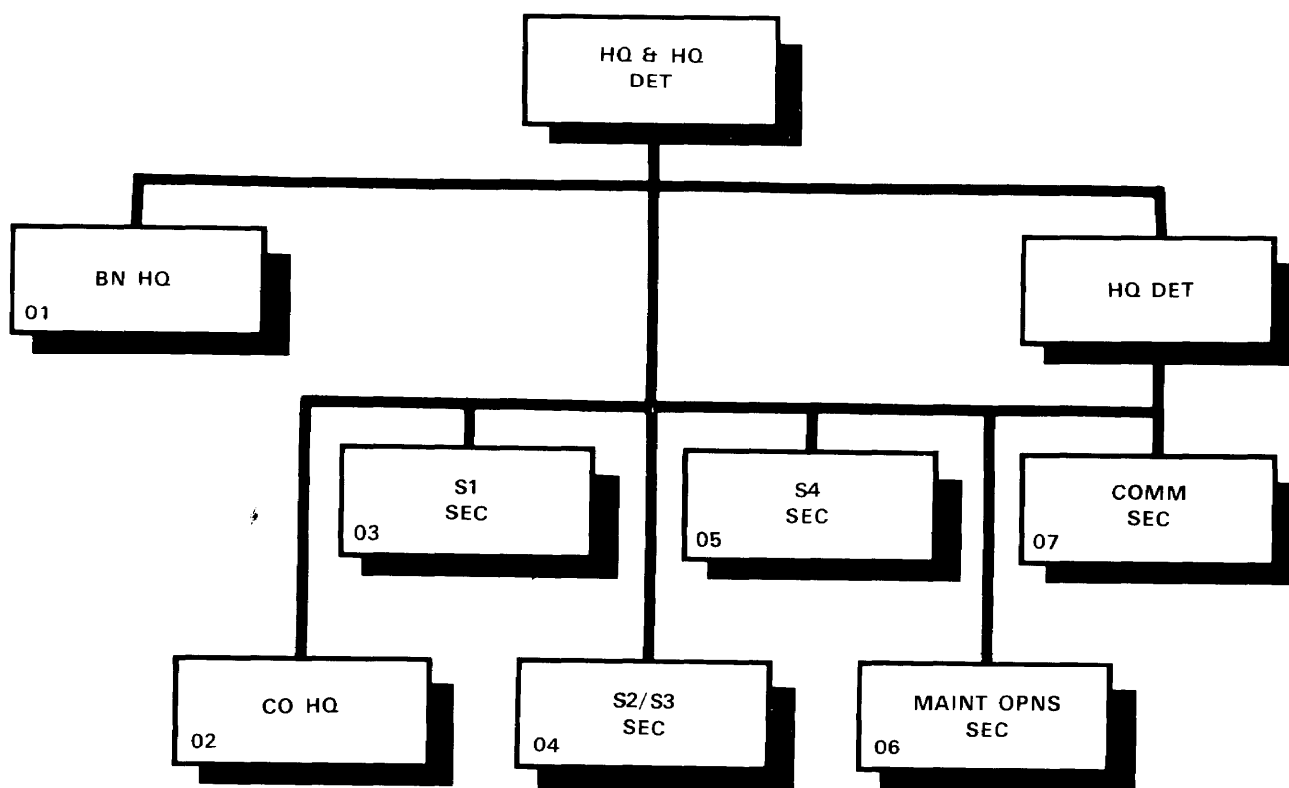 HQ & HQ
DET
BN HQ
01
HQ DET
S1
SEC
03
S4
SEC
05
COMM
SEC
07
CO HQ
02
S2/S3
SEC
04
MAINT OPNS
SEC
06